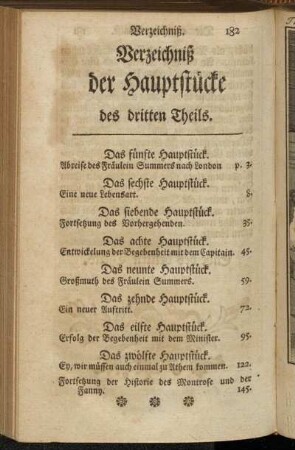 Verzeichniß. 182
Verzeichniß
der Hauptstücke
des dritten Theils.
Das fünfte Hauptstück.
Abreise des Fräulein Summers nach London p. 3.
Das sechste Hauptstück.
Eine neue Lebensart. 8.
Das siebende Hauptstück.
Fortsetzung des Vorhergehenden. 35.
Das achte Hauptstück.
Entwickelung der Begebenheit mit dem Capitain. 45.
Das neunte Hauptstück.
Großmuth des Fräulein Summers. 59.
Das zehnde Hauptstück.
Ein neuer Auftritt. 72.
Das eilfte Hauptstück.
Erfolg der Begebenheit mit dem Minister. 95.
Das zwölfte Hauptstück.
Ey, wir müssen auch einmal zu Athem kommen. 122.
Fortsetzung der Historie des Montrose und der
Fanny. 145.